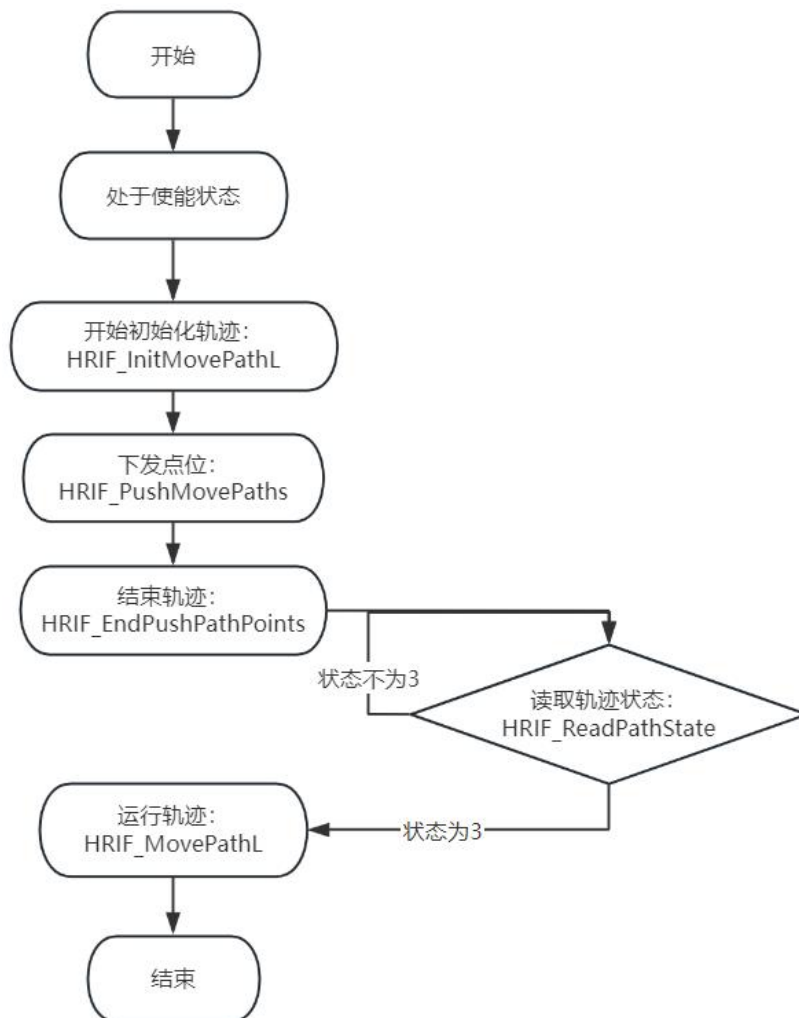 开始
处于使能状态
开始初始化轨迹:
HRIF_InitMovePathL
下发点位:
HRIF_PushMovePaths
结束轨迹:
HRIF_EndPushPathPoints
状态不为3
读取轨迹状态:
HRIF_ReadPathState
运行轨迹:
HRIF_MovePathL
状态为3
结束